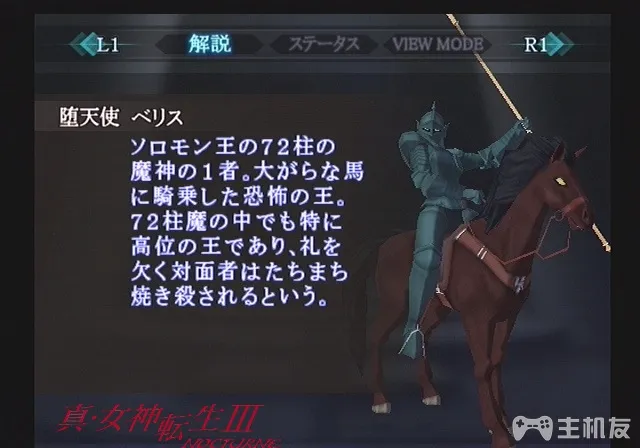 L1 解説 ステータス VIEW MODE R1
堕天使 ベリス
ソロモン王の72柱の
魔神の1者。大がらな馬
に騎乗した恐怖の王。
72柱魔の中でも特に
高位の王であり、礼を
欠く対面者はたちまち
焼き殺されるという。
真・女神転生III
NOCTURNE
主机友